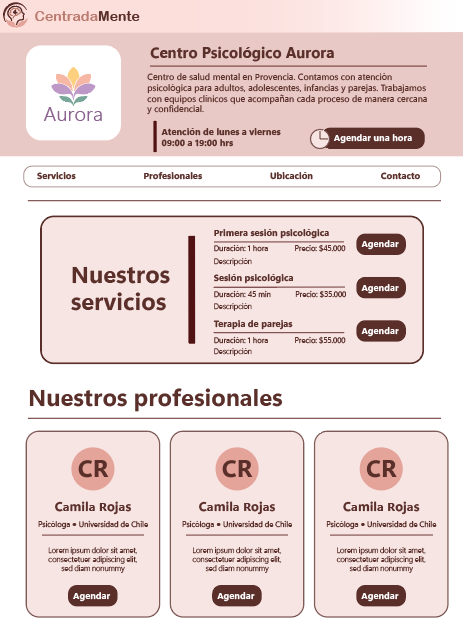 CentradaMente
Aurora
Centro Psicológico Aurora
Centro de salud mental en Provencia. Contamos con atención
psicológica para adultos, adolescentes, infancias y parejas. Trabajamos
con equipos clínicos que acompañan cada proceso de manera cercana
y confidencial.
Atención de lunes a viernes
09:00 a 19:00 hrs
Agendar una hora
Servicios Profesionales Ubicación Contacto
Nuestros
servicios
Primera sesión psicológica
Duración: 1 hora Precio: $45.000
Descripción
Agendar
Sesión psicológica
Duración: 45 min Precio: $35.000
Descripción
Agendar
Terapia de parejas
Duración: 1 hora Precio: $55.000
Descripción
Agendar
Nuestros profesionales
CR
Camila Rojas
Psicóloga • Universidad de Chile
Lorem ipsum dolor sit amet,
consectetuer adipiscing elit,
sed diam nonummy
Agendar
CR
Camila Rojas
Psicóloga • Universidad de Chile
Lorem ipsum dolor sit amet,
consectetuer adipiscing elit,
sed diam nonummy
Agendar
CR
Camila Rojas
Psicóloga • Universidad de Chile
Lorem ipsum dolor sit amet,
consectetuer adipiscing elit,
sed diam nonummy
Agendar